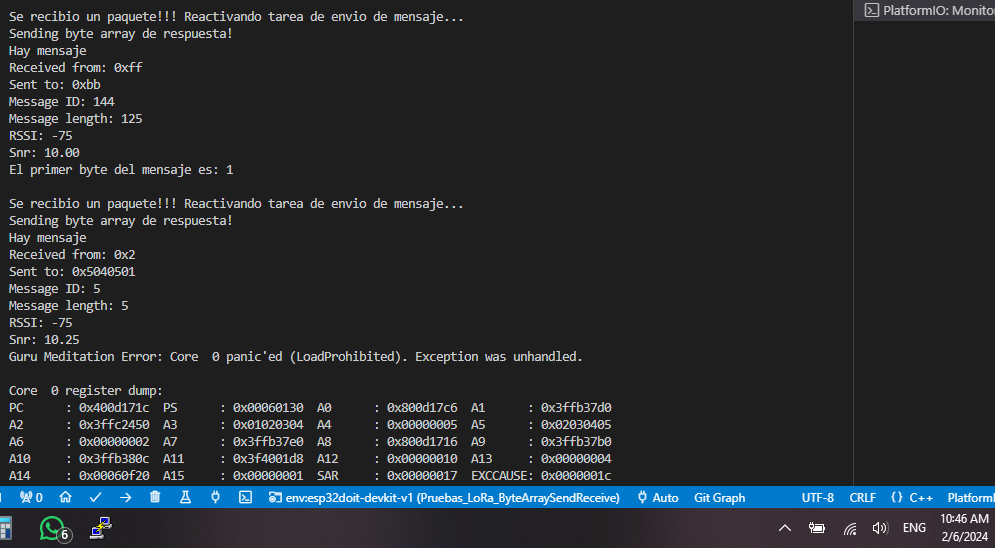 PlatformIO: Monitor
Se recibio un paquete!!! Reactivando tarea de envio de mensaje...
Sending byte array de respuesta!
Hay mensaje
Received from: 0xff
Sent to: 0xbb
Message ID: 144
Message length: 125
RSSI: -75
Snr: 10.00
El primer byte del mensaje es: 1
Se recibio un paquete!!! Reactivando tarea de envio de mensaje...
Sending byte array de respuesta!
Hay mensaje
Received from: 0x2
Sent to: 0x5040501
Message ID: 5
Message length: 5
RSSI: -75
Snr: 10.25
Guru Meditation Error: Core  0 panic'ed (LoadProhibited). Exception was unhandled.
Core  0 register dump:
PC      : 0x400d171c  PS      : 0x00060130  A0      : 0x800d17c6  A1      : 0x3ffb37d0
A2      : 0x3ffc2450  A3      : 0x01020304  A4      : 0x00000005  A5      : 0x02030405
A6      : 0x00000002  A7      : 0x3ffb37e0  A8      : 0x800d1716  A9      : 0x3ffb37b0
A10     : 0x3ffb380c  A11     : 0x3f4001d8  A12     : 0x00000010  A13     : 0x00000004
A14     : 0x00060f20  A15     : 0x00000001  SAR     : 0x00000017  EXCCAUSE: 0x0000001c
0 env:esp32doit-devkit-v1 (Pruebas_LoRa_ByteArraySendReceive) Auto Git Graph UTF-8 CRLF {} C++ PlatformI
6 ENG 10:46 AM
2/6/2024